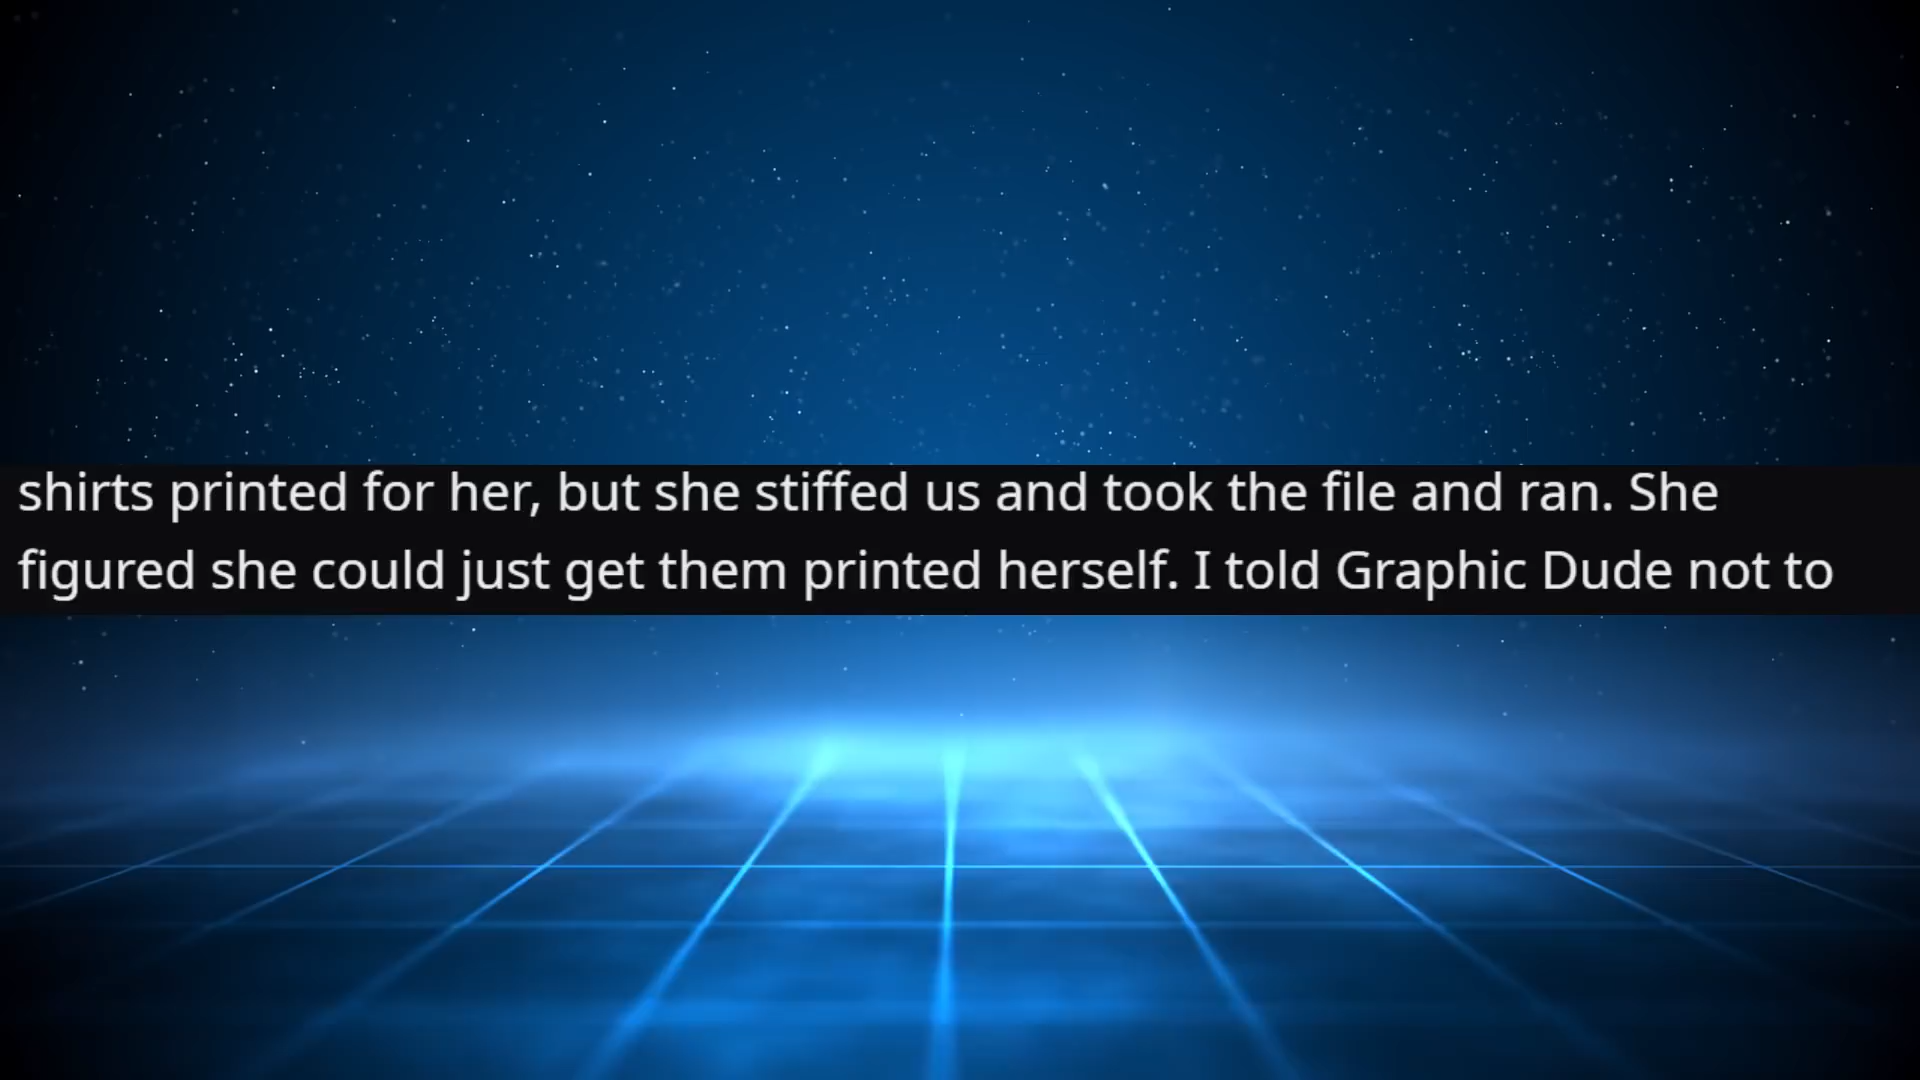 shirts printed for her, but she stiffed us and took the file and ran. She
figured she could just get them printed herself. I told Graphic Dude not to